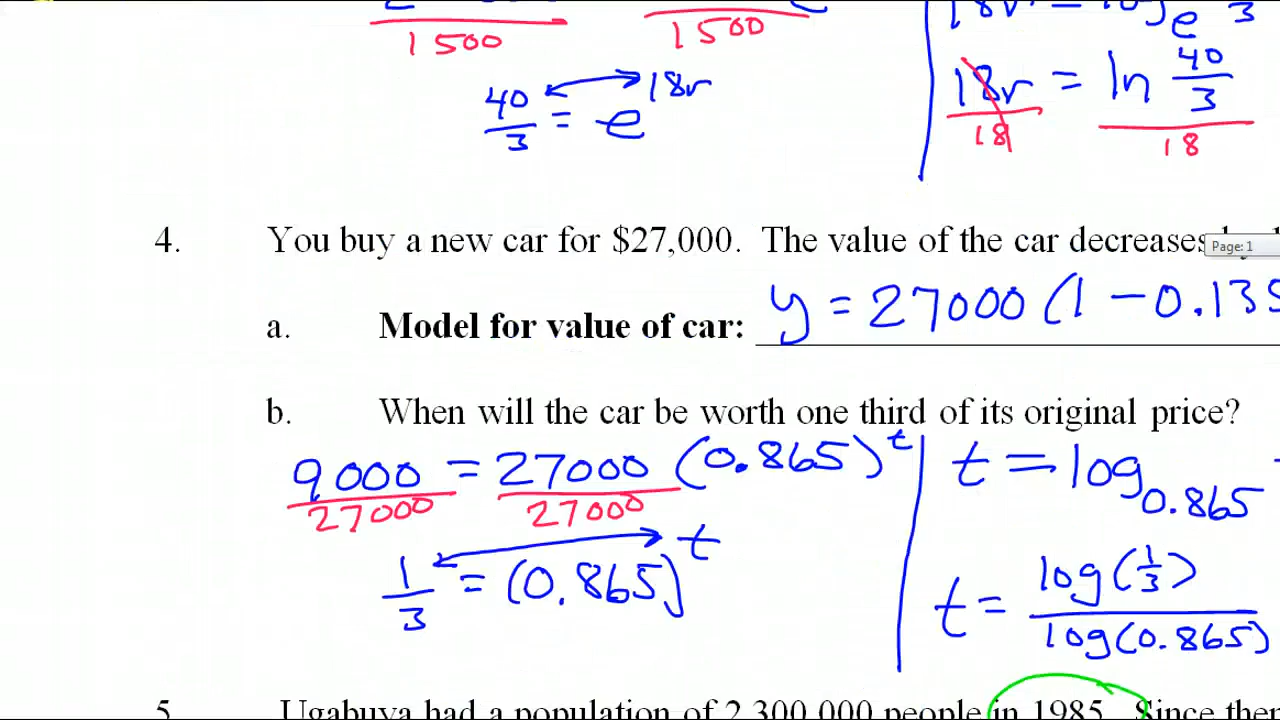 1500 1500
40/3 = e^18r
18r = log_e 3
18r/18 = ln 40/3 /18
4. You buy a new car for $27,000. The value of the car decreases
Page: 1
a. Model for value of car: y = 27000 (1 - 0.135
b. When will the car be worth one third of its original price?
9000/27000 = 27000 (0.865)^t /27000
1/3 = (0.865)^t
t = log_0.865
t = log(1/3)/log(0.865)
5. Ugabuya had a population of 2,300,000 people in 1985. Since